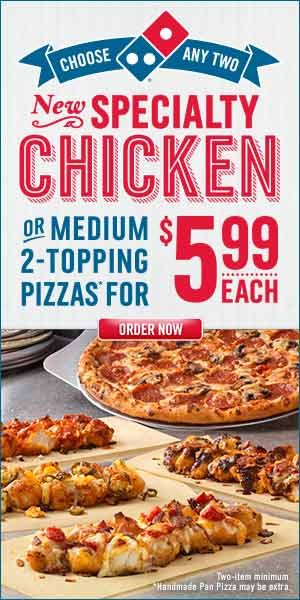 CHOOSE ANY TWO
New SPECIALTY
CHICKEN
OR MEDIUM
2-TOPPING
PIZZAS* FOR
$5.99
EACH
ORDER NOW
Two-item minimum
*Handmade Pan Pizza may be extra.